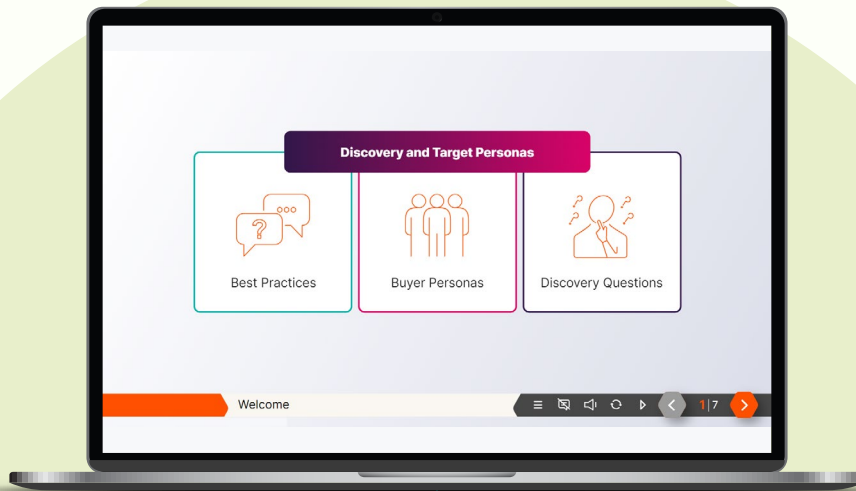 Discovery and Target Personas
?
Best Practices
Buyer Personas
Discovery Questions
Welcome
1|7